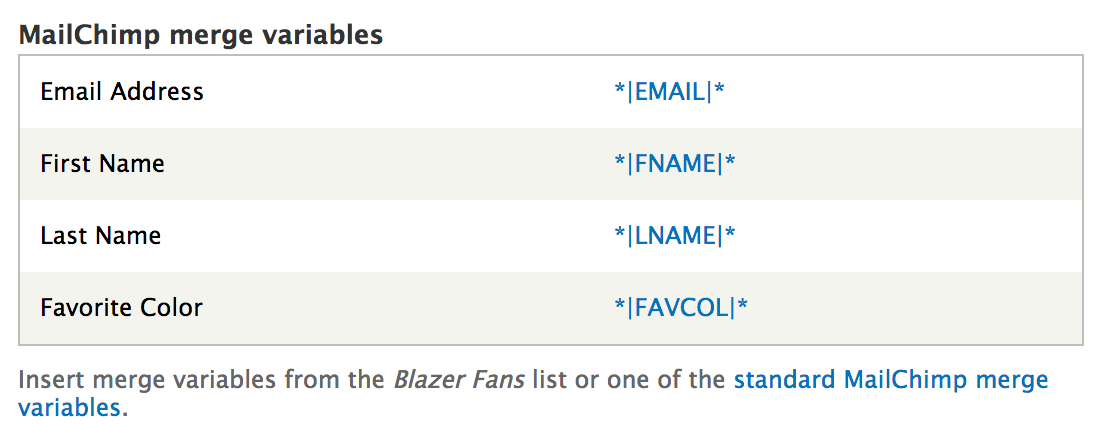 MailChimp merge variables
Email Address *|EMAIL|*
First Name *|FNAME|*
Last Name *|LNAME|*
Favorite Color *|FAVCOL|*
Insert merge variables from the Blazer Fans list or one of the standard MailChimp merge
variables.